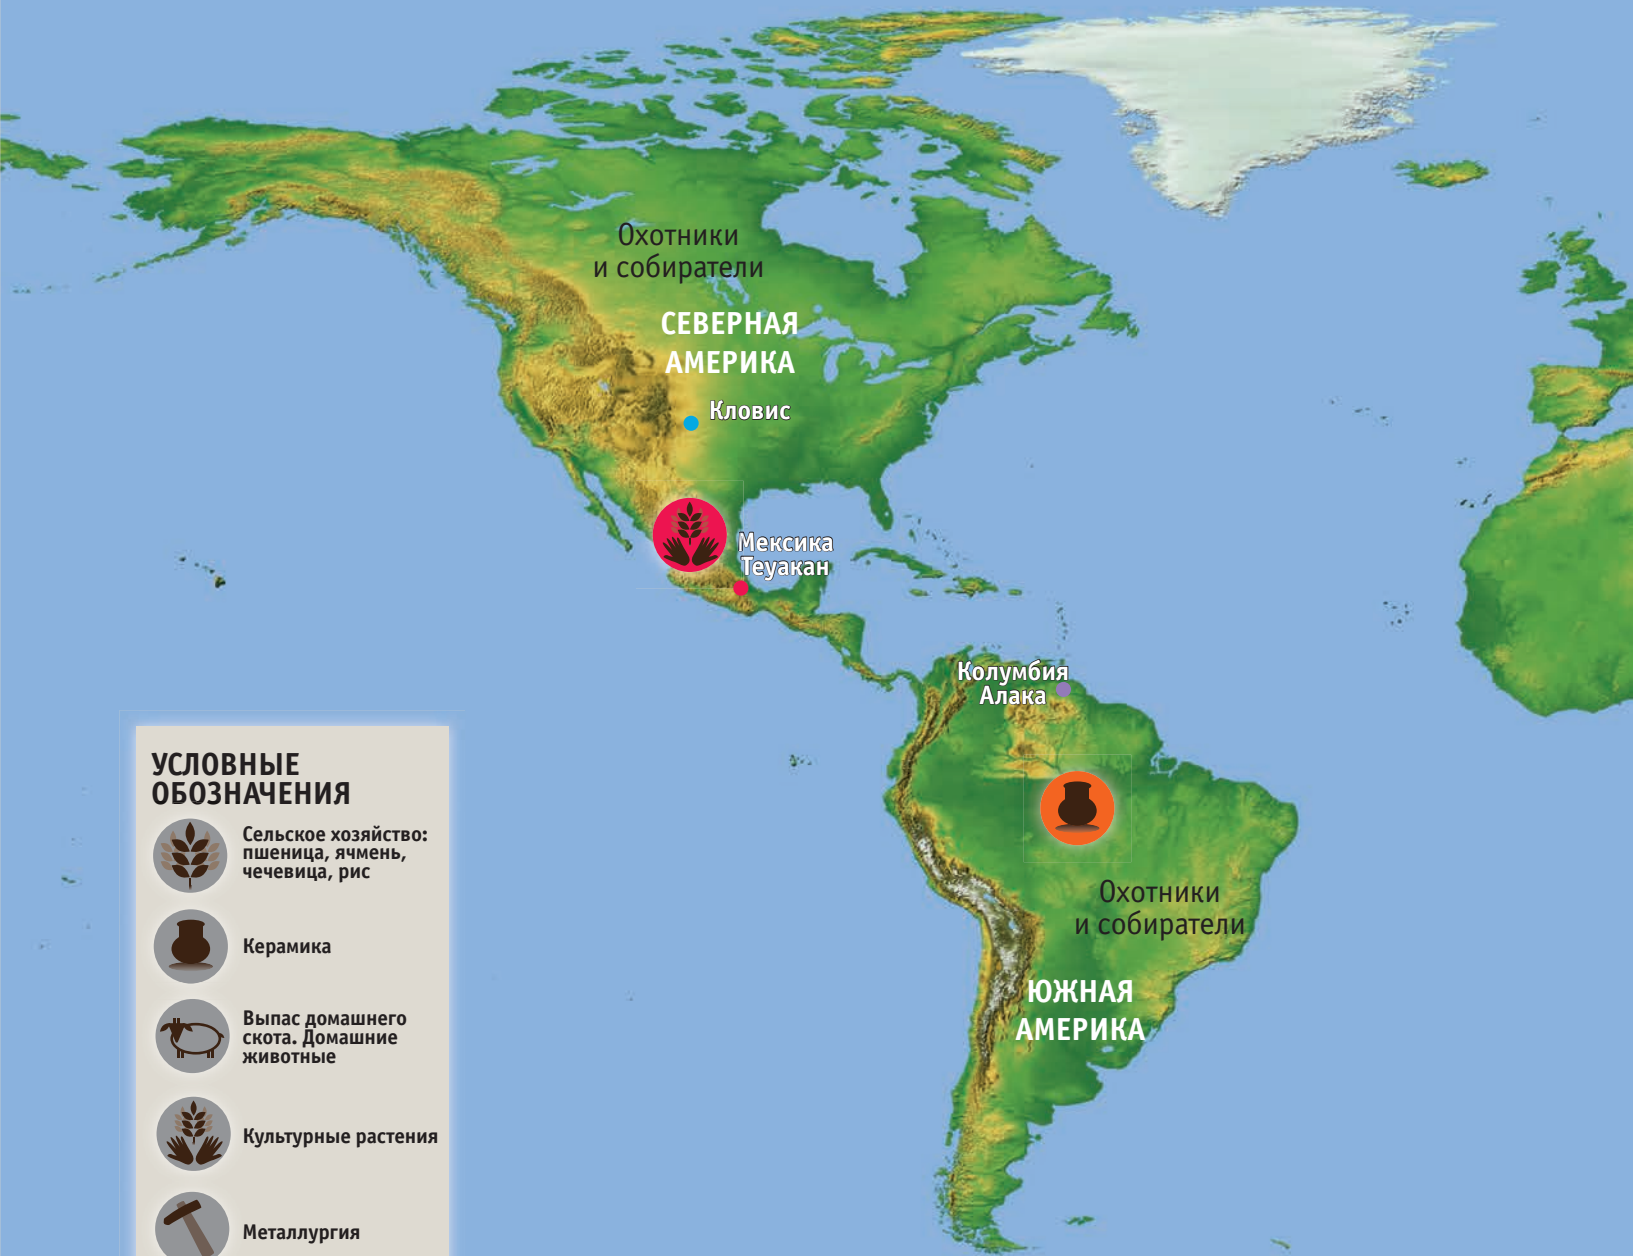 Охотники
и собиратели
СЕВЕРНАЯ
АМЕРИКА
Кловис
Мексика
Теуакан
Колумбия
Алака
Охотники
и собиратели
ЮЖНАЯ
АМЕРИКА
УСЛОВНЫЕ
ОБОЗНАЧЕНИЯ
Сельское хозяйство:
пшеница, ячмень,
чечевица, рис
Керамика
Выпас домашнего
скота. Домашние
животные
Культурные растения
Металлургия